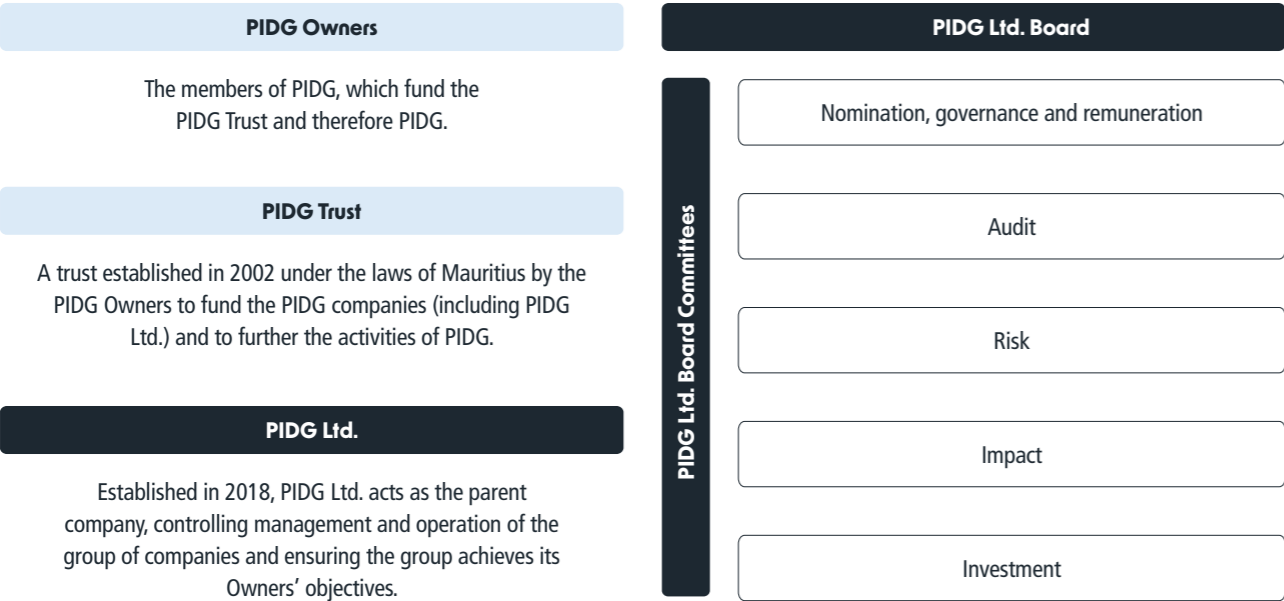 PIDG Owners
The members of PIDG, which fund the
PIDG Trust and therefore PIDG.
PIDG Trust
A trust established in 2002 under the laws of Mauritius by the
PIDG Owners to fund the PIDG companies (including PIDG
Ltd.) and to further the activities of PIDG.
PIDG Ltd.
Established in 2018, PIDG Ltd. acts as the parent
company, controlling management and operation of the
group of companies and ensuring the group achieves its
Owners’ objectives.
PIDG Ltd. Board
PIDG Ltd. Board Committees
Nomination, governance and remuneration
Audit
Risk
Impact
Investment